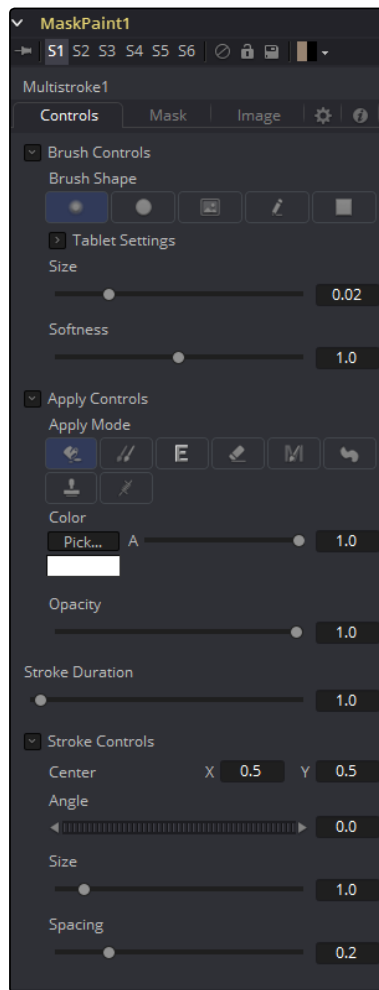 MaskPaint1
S1 S2 S3 S4 S5 S6
Multistroke1
Controls Mask Image
Brush Controls
Brush Shape
Tablet Settings
Size
0.02
Softness
1.0
Apply Controls
Apply Mode
E M
Color
Pick... A 1.0
Opacity
1.0
Stroke Duration
1.0
Stroke Controls
Center X 0.5 Y 0.5
Angle
0.0
Size
1.0
Spacing
0.2